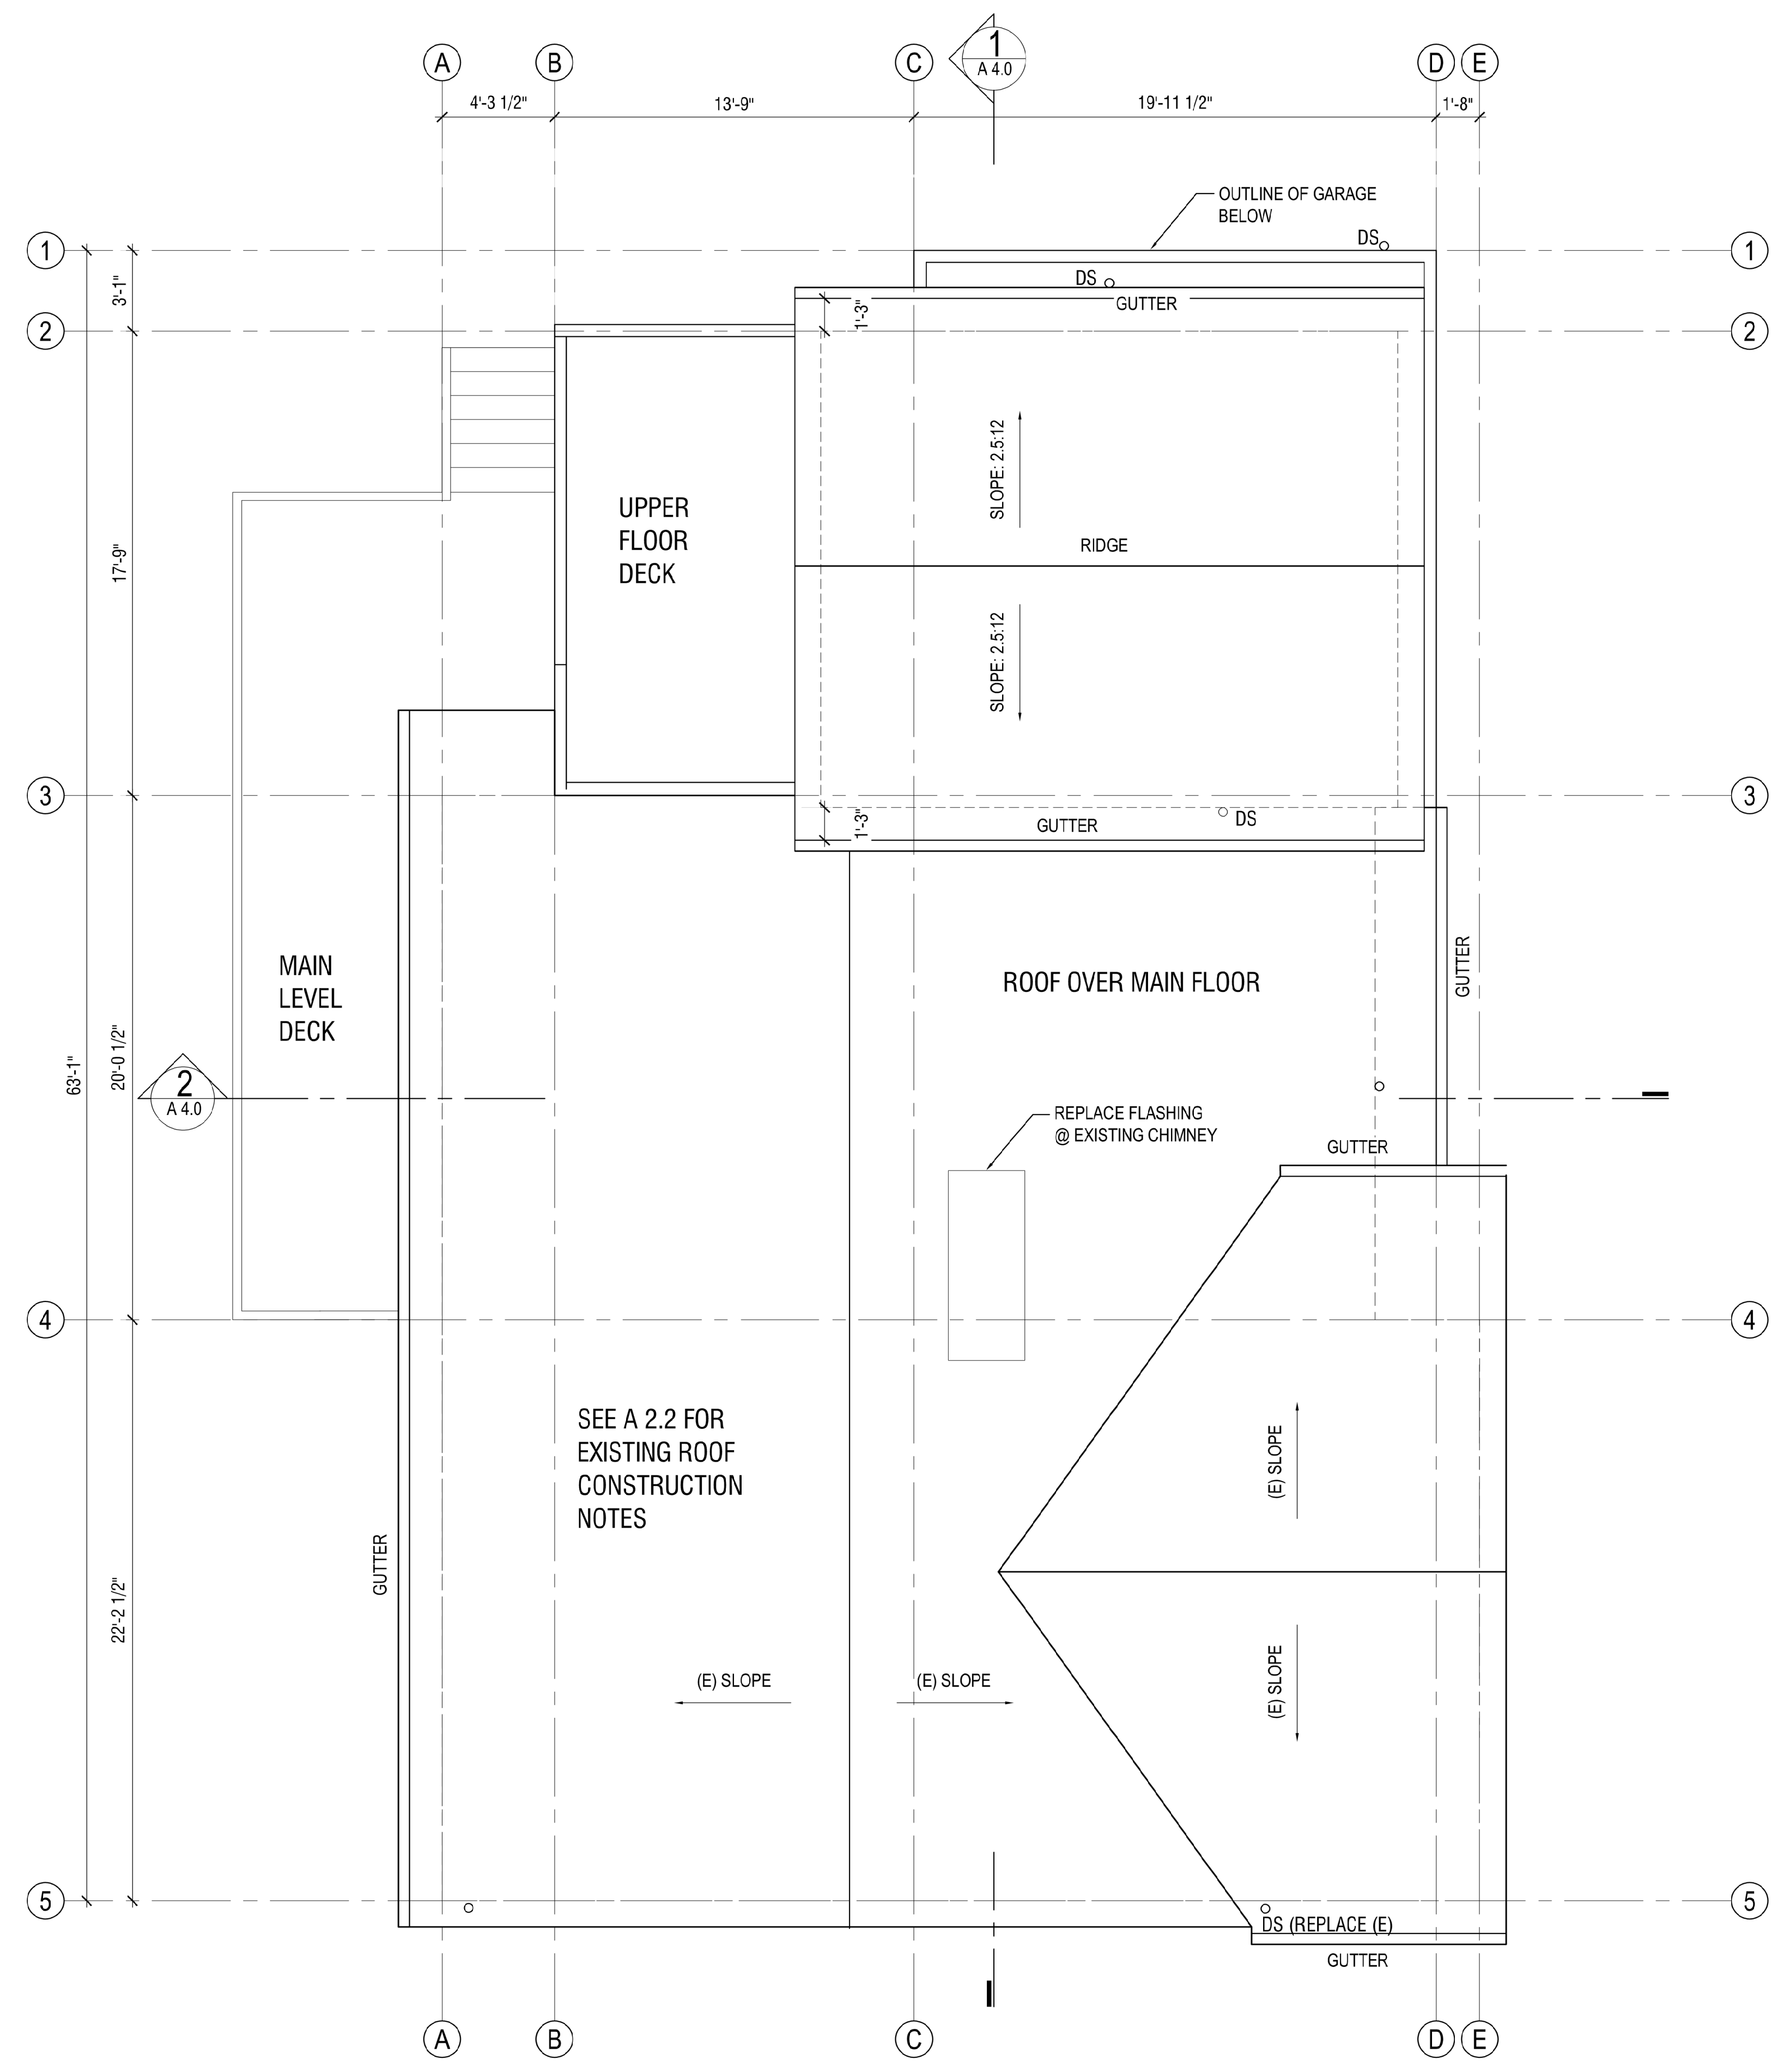 A
B
C
1
A 4.0
D
E
4'-3 1/2"
13'-9"
19'-11 1/2"
1'-8"
OUTLINE OF GARAGE
BELOW
DS
1
1
DS
GUTTER
3'-1"
1'-3"
2
2
SLOPE: 2.5:12
UPPER
FLOOR
DECK
RIDGE
17'-9"
SLOPE: 2.5:12
3
3
1'-3"
GUTTER
DS
MAIN
LEVEL
DECK
ROOF OVER MAIN FLOOR
GUTTER
63'-1"
20'-0 1/2"
2
A 4.0
REPLACE FLASHING
@ EXISTING CHIMNEY
GUTTER
4
4
SEE A 2.2 FOR
EXISTING ROOF
CONSTRUCTION
NOTES
(E) SLOPE
GUTTER
22'-2 1/2"
(E) SLOPE
(E) SLOPE
(E) SLOPE
5
5
DS (REPLACE (E)
GUTTER
A
B
C
D
E